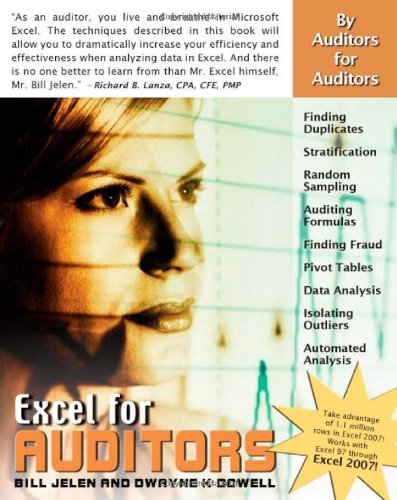 "As an auditor, you live and breathe in Microsoft
Excel. The techniques described in this book will
allow you to dramatically increase your efficiency and
effectiveness when analyzing data in Excel. And there
is no one better to learn from than Mr. Excel himself,
Mr. Bill Jelen." - Richard B. Lanza, CPA, CFE, PMP
By
Auditors
for
Auditors
Finding
Duplicates
Stratification
Random
Sampling
Auditing
Formulas
Finding Fraud
Pivot Tables
Data Analysis
Isolating
Outliers
Automated
Analysis
Excel for
AUDITORS
BILL JELEN AND DWAYNE K. DOWELL
Take advantage
of 1.1 million
rows in Excel 2007!
Works with
Excel 97 through
Excel 2007!